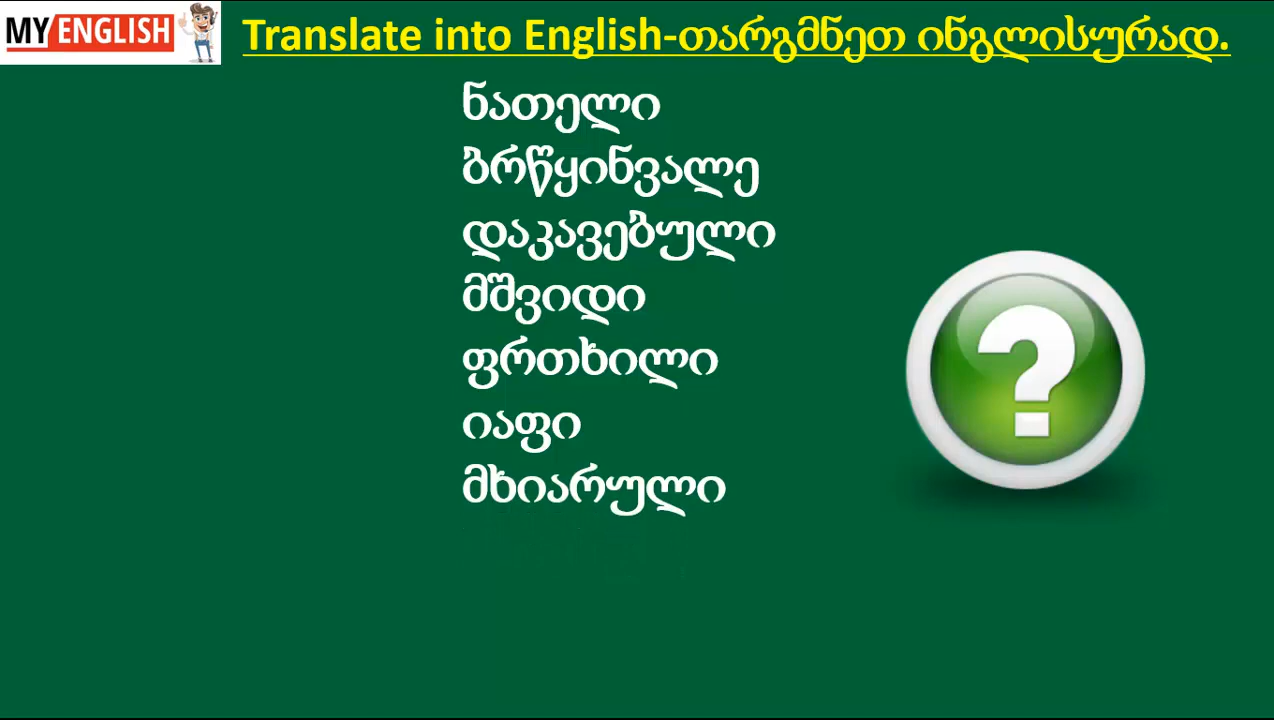 MY ENGLISH
Translate into English-თარგმნეთ ინგლისურად.
ნათელი
ბრწყინვალე
დაკავებული
მშვიდი
ფრთხილი
იაფი
მხიარული